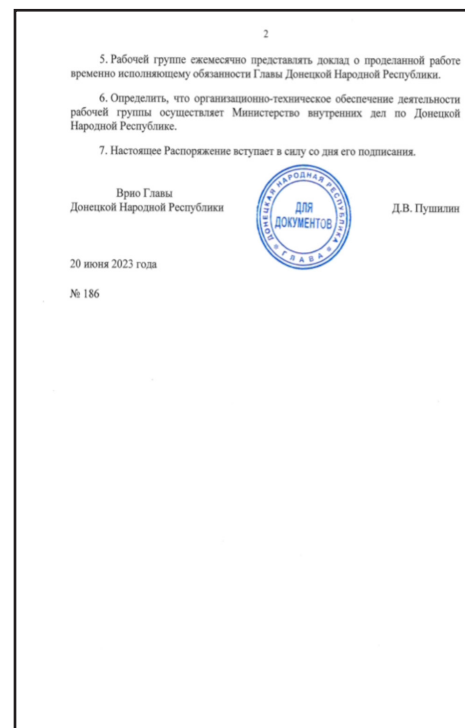 2
5. Рабочей группе ежемесячно представлять доклад о проделанной работе
временно исполняющему обязанности Главы Донецкой Народной Республики.
6. Определить, что организационно-техническое обеспечение деятельности
рабочей группы осуществляет Министерство внутренних дел по Донецкой
Народной Республике.
7. Настоящее Распоряжение вступает в силу со дня его подписания.
Врио Главы
Донецкой Народной Республики
ДОНЕЦКАЯ НАРОДНАЯ РЕСПУБЛИКА
ДЛЯ
ДОКУМЕНТОВ
ГЛАВА
Д.В. Пушилин
20 июня 2023 года
№ 186